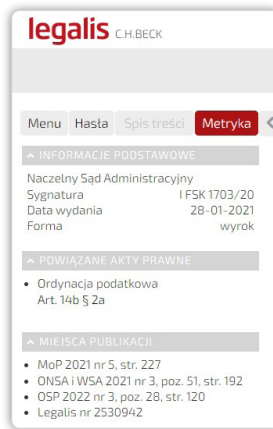 legalis C.H.BECK
Menu Hasła Spis treści Metryka
INFORMACJE PODSTAWOWE
Naczelny Sąd Administracyjny
Sygnatura I FSK 1703/20
Data wydania 28-01-2021
Forma wyrok
POWIĄZANE AKTY PRAWNE
• Ordynacja podatkowa
Art. 14b § 2a
MIEJSCA PUBLIKACJI
• MoP 2021 nr 5, str. 227
• ONSA i WSA 2021 nr 3, poz. 51, str. 192
• OSP 2022 nr 3, poz. 28, str. 120
• Legalis nr 2530942